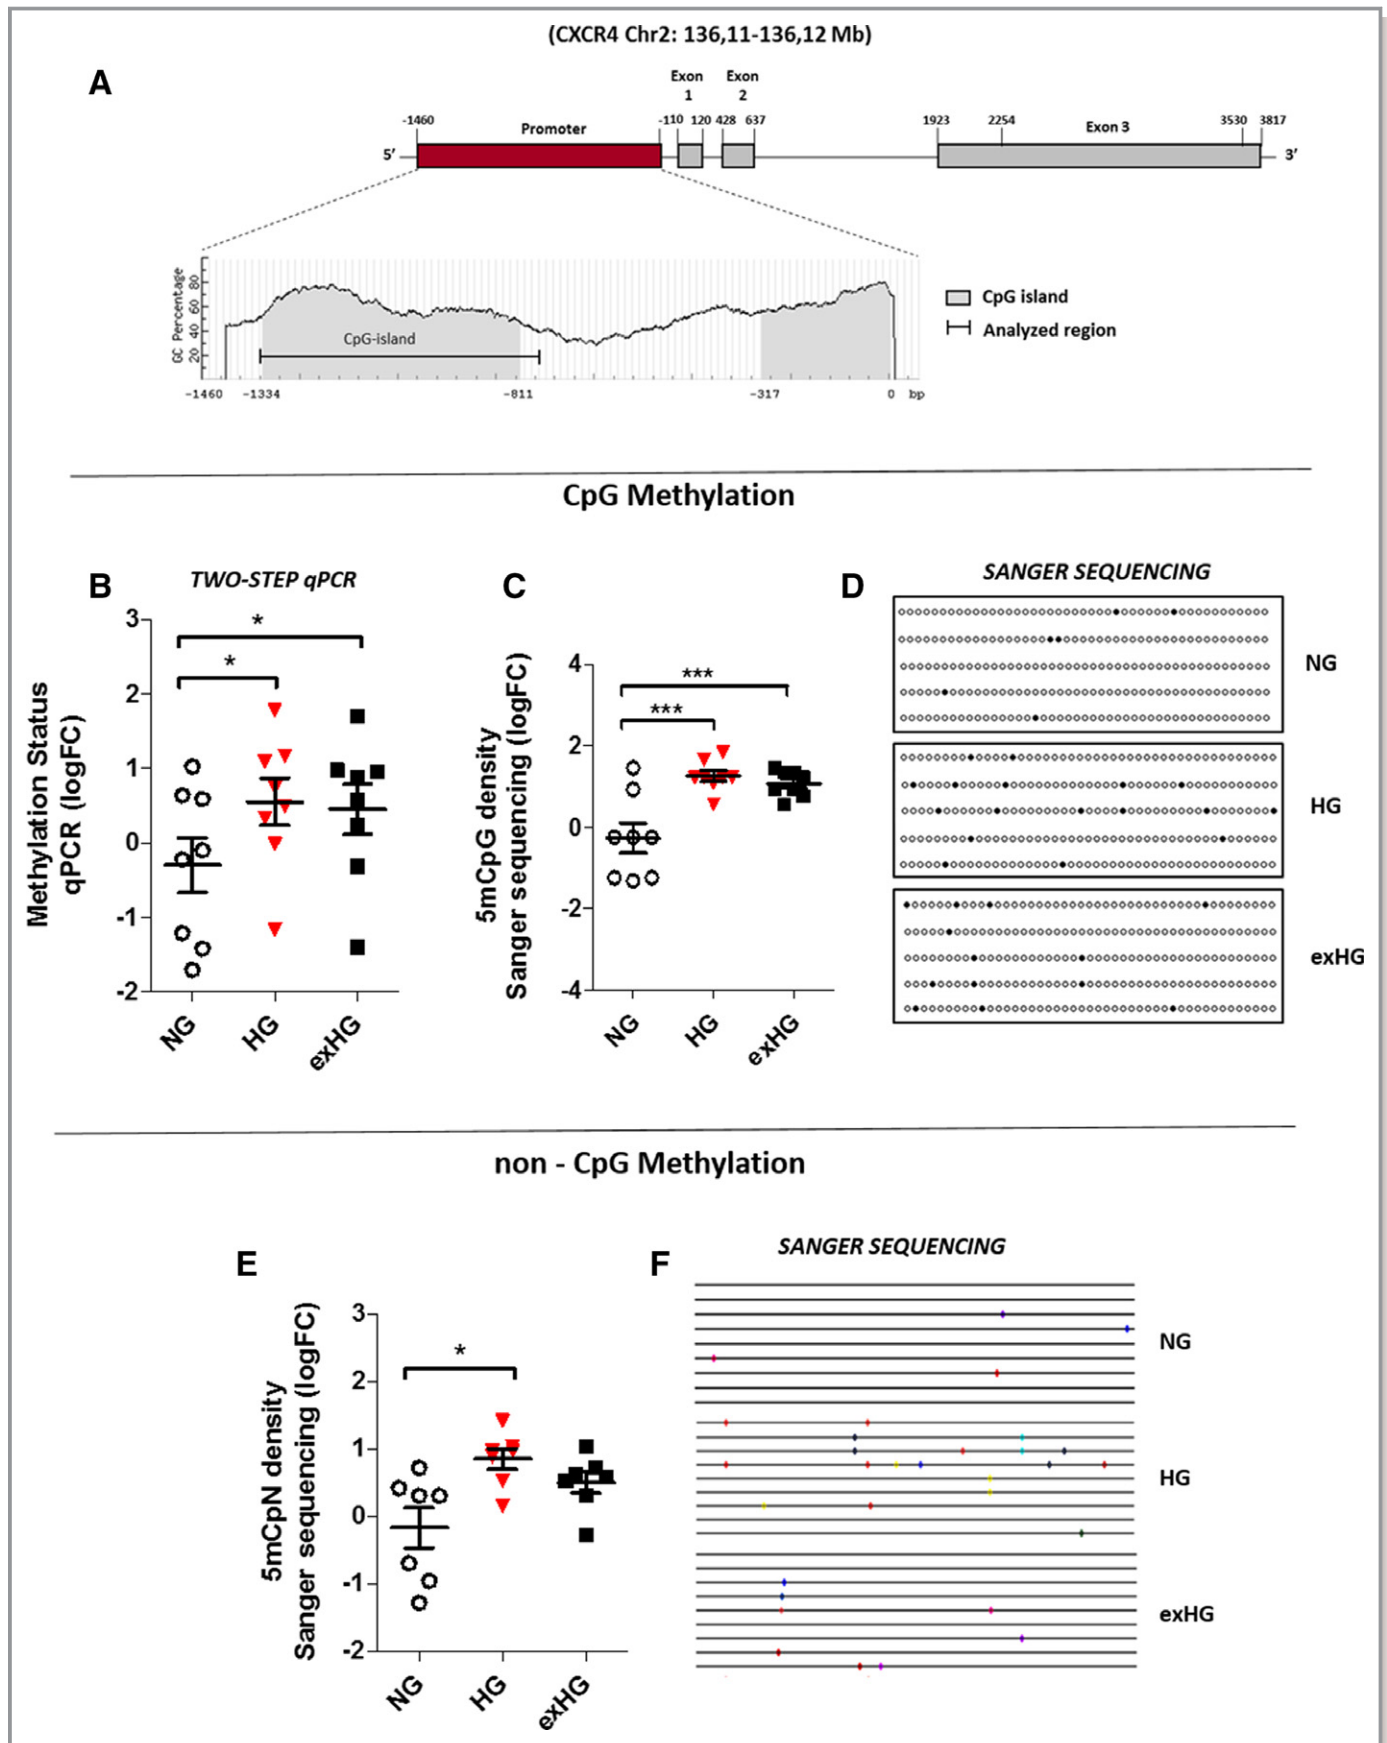 (CXCR4 Chr2: 136,11-136,12 Mb)
A
Exon 1
Exon 2
-1460
Promoter
-110
120
428
637
1923
2254
Exon 3
3530
3817
5’
3’
GC Percentage
80
60
40
20
CpG-island
-1460
-1334
-811
-317
0
bp
CpG island
Analyzed region
CpG Methylation
B
TWO-STEP qPCR
Methylation Status
qPCR (logFC)
3
2
1
0
-1
-2
*
*
NG
HG
exHG
C
5mCpG density
Sanger sequencing (logFC)
4
2
0
-2
-4
***
***
NG
HG
exHG
D
SANGER SEQUENCING
NG
HG
exHG
non - CpG Methylation
E
5mCpN density
Sanger sequencing (logFC)
3
2
1
0
-1
-2
*
NG
HG
exHG
F
SANGER SEQUENCING
NG
HG
exHG